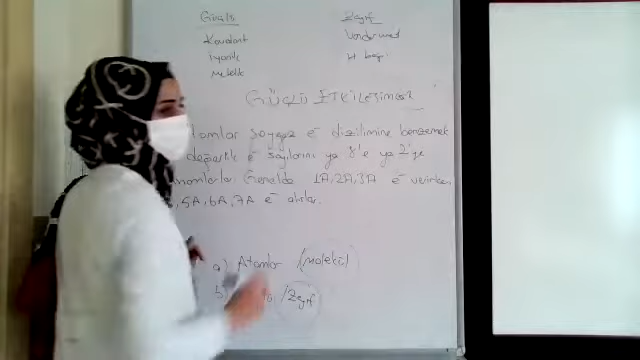 Güçlü Zayıf
Kovalent Vanderwaals
İyonik H bağı
Metalik
GÜÇLÜ ETKİLEŞİMLER
Atomlar soygaz e⁻ dizilimine benzemek
değerlik e⁻ sayılarını ya 8'e ya 2'ye
Genelde 1A, 2A, 3A e⁻ verirken
, 5A, 6A, 7A e⁻ alırlar.
a) Atomlar / (molekül)
b) / Zayıf